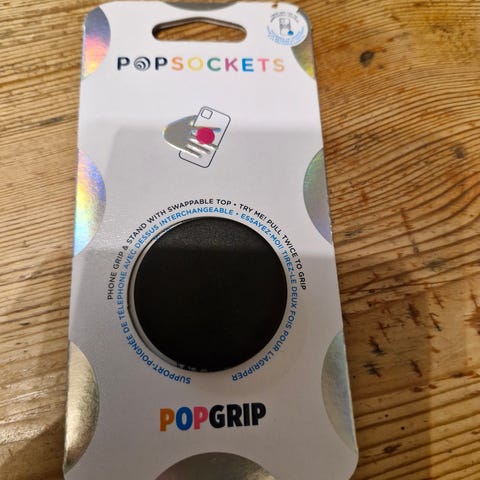 POPSOCKETS
PHONE GRIP & STAND WITH SWAPPABLE TOP • TRY ME! PULL TWICE TO GRIP
SUPPORT-POIGNÉE DE TÉLÉPHONE AVEC DESSUS INTERCHANGEABLE • ESSAYEZ-MOI! TIREZ-LE DEUX FOIS POUR L'AGRIPPER
POPGRIP